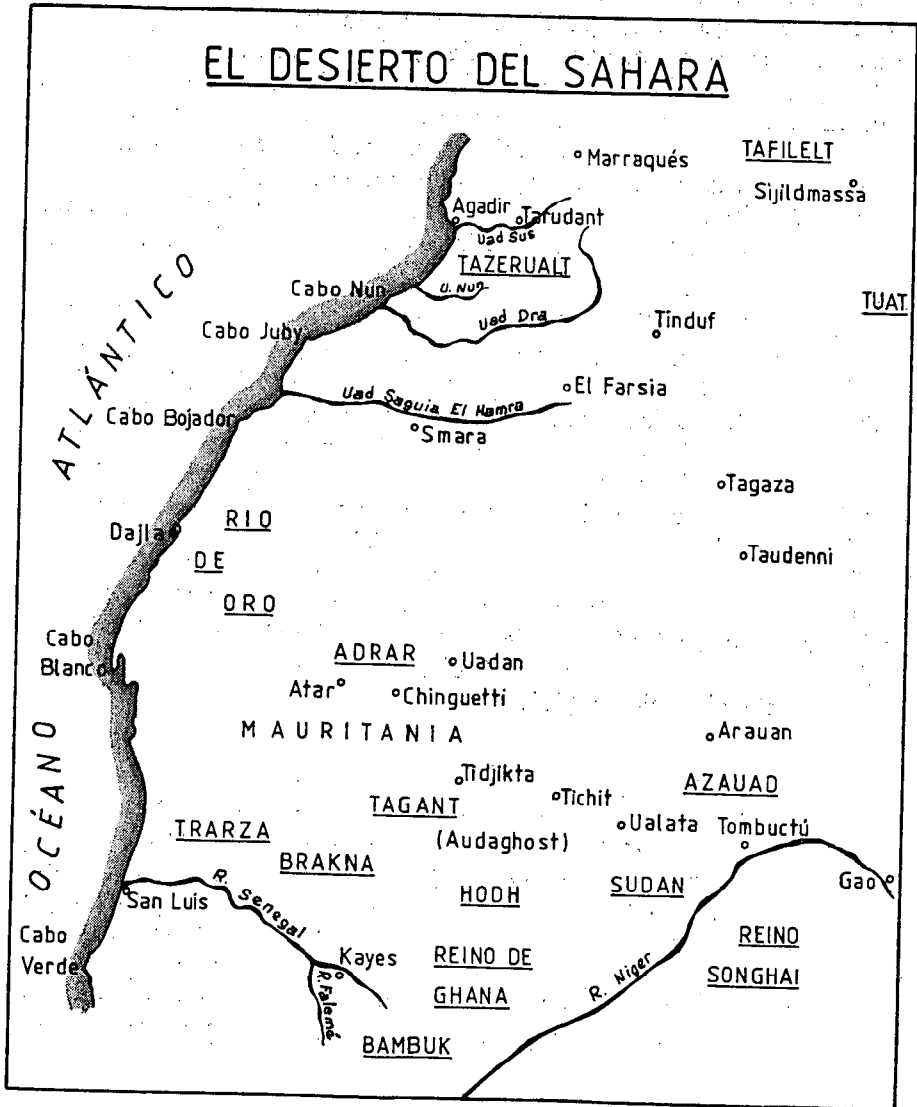 EL DESIERTO DEL SAHARA
Marraqués
TAFILELT
Sijildmassa
Agadir
Tarudant
Uad Sus
TAZERUALT
Cabo Nun
U. Nun
TUAT
Cabo Juby
Uad Dra
Tinduf
ATLÁNTICO
El Farsia
Cabo Bojador
Uad Saguia El Hamra
Smara
Tagaza
Dajla
RIO
DE
ORO
Taudenni
Cabo
Blanco
ADRAR
Uadan
Atar
Chinguetti
MAURITANIA
Arauan
OCÉANO
Tidjikta
AZAUAD
TAGANT
Tichit
TRARZA
(Audaghost)
Ualata
Tombuctú
BRAKNA
R. Senegal
San Luís
HODH
SUDAN
Gao
Cabo
Verde
Kayes
REINO DE
GHANA
R. Niger
REINO
SONGHAI
R. Falemé
BAMBUK